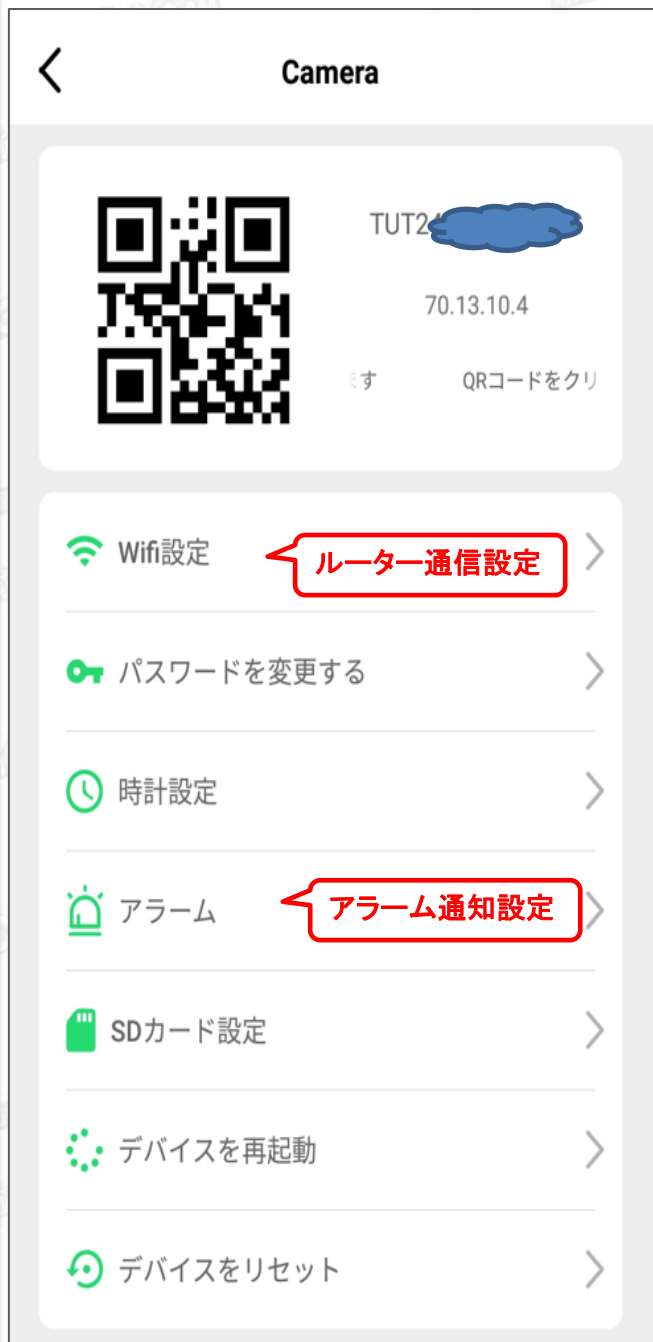 Camera
TUT2
70.13.10.4
す QRコードをクリ
Wifi設定
ルーター通信設定
パスワードを変更する
時計設定
アラーム
アラーム通知設定
SDカード設定
デバイスを再起動
デバイスをリセット